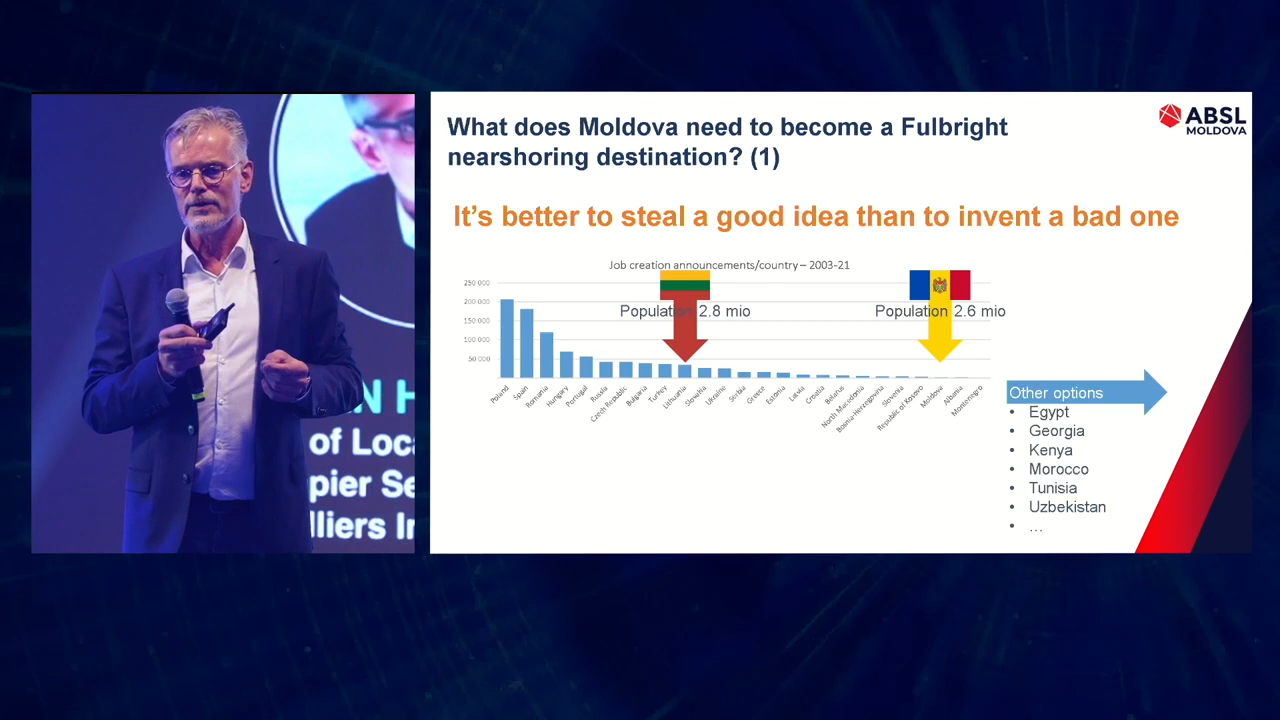 N H
of Loca
pier Se
lliers In
What does Moldova need to become a Fulbright
nearshoring destination? (1)
ABSL
MOLDOVA
It's better to steal a good idea than to invent a bad one
Job creation announcements/country – 2003-21
250 000
200 000
150 000
100 000
50 000
Population 2.8 mio
Population 2.6 mio
Poland
Spain
Romania
Hungary
Portugal
Russia
Czech Republic
Bulgaria
Turkey
Lithuania
Slovakia
Ukraine
Serbia
Greece
Estonia
Latvia
Croatia
Belarus
North Macedonia
Bosnia-Herzegovina
Slovenia
Republic of Kosovo
Moldova
Albania
Montenegro
Other options
• Egypt
• Georgia
• Kenya
• Morocco
• Tunisia
• Uzbekistan
• …